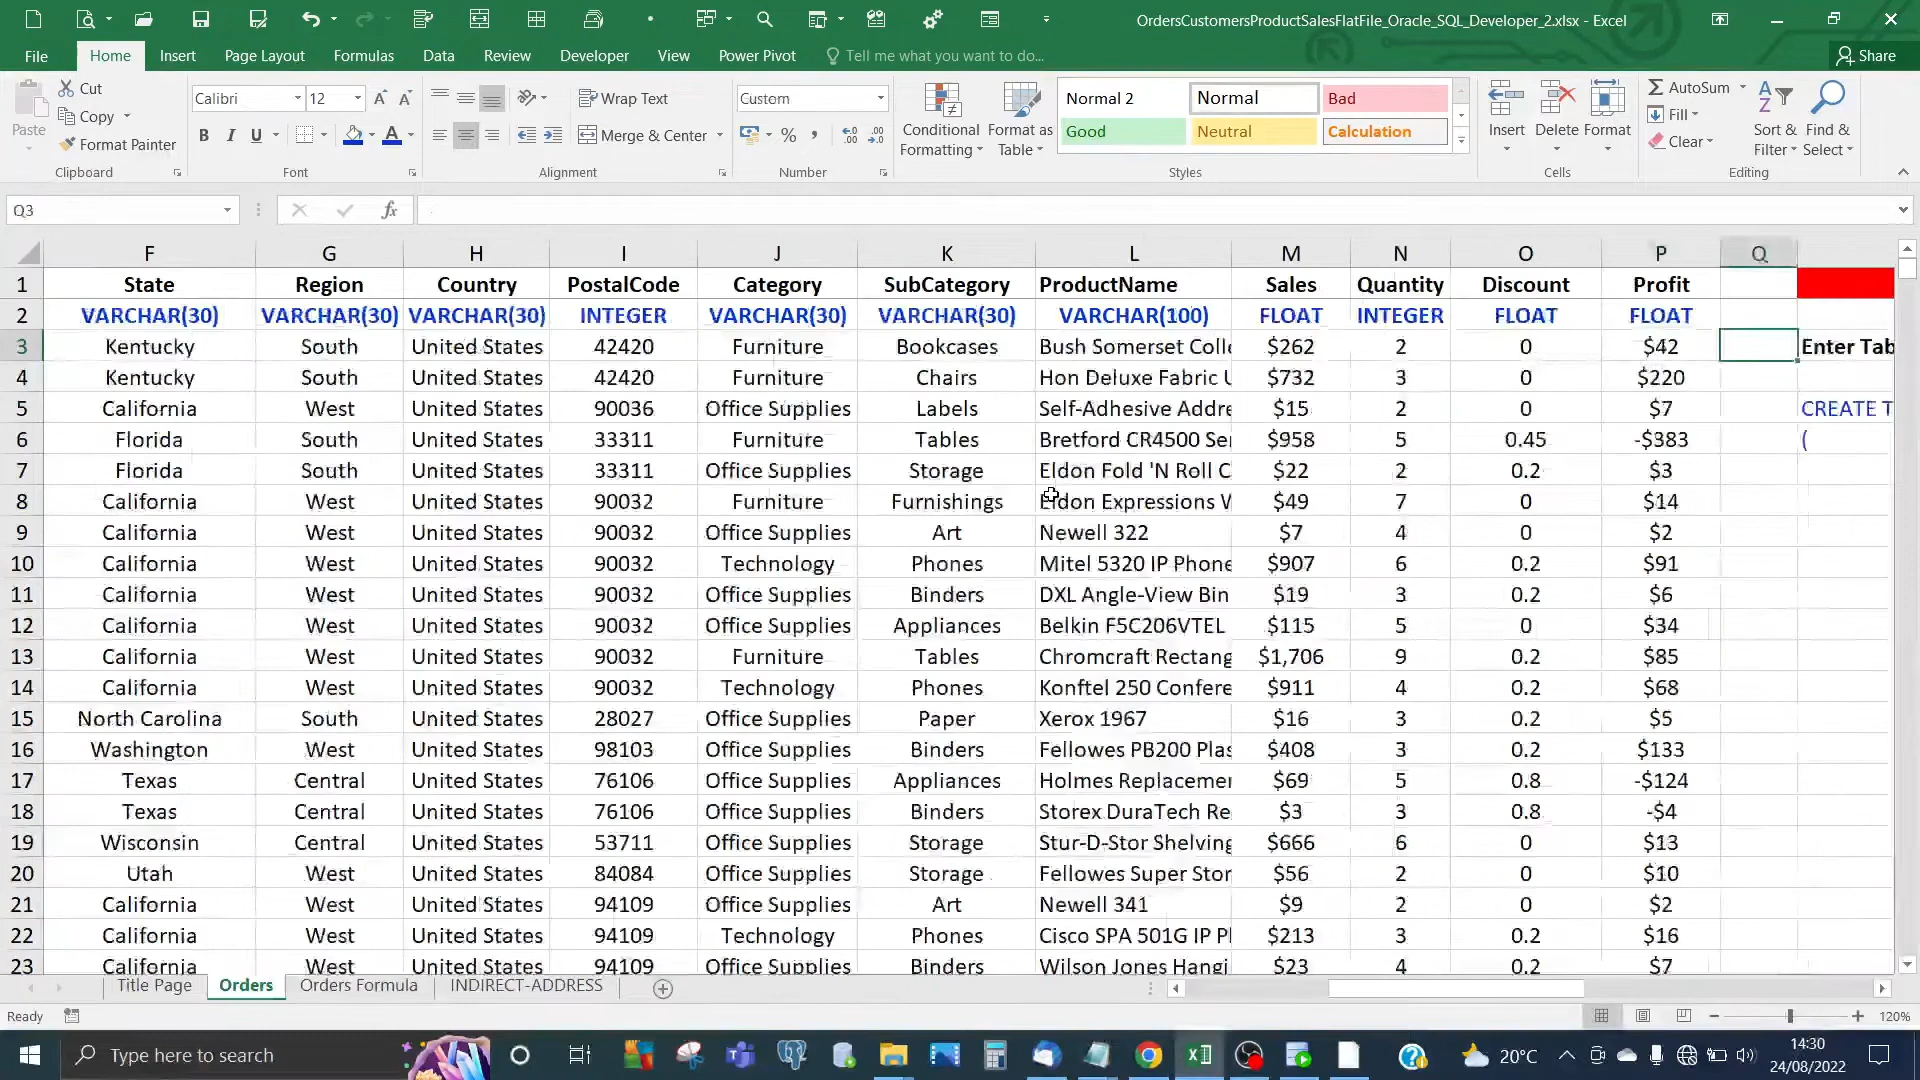 OrdersCustomersProductSalesFlatFile_Oracle_SQL_Developer_2.xlsx - Excel
File Home Insert Page Layout Formulas Data Review Developer View Power Pivot Tell me what you want to do... Share
Cut
Copy
Format Painter
Paste
Clipboard
Calibri 12
B I U
Font
Wrap Text
Merge & Center
Alignment
Custom
%
Number
Conditional Formatting
Format as Table
Normal 2 Normal Bad
Good Neutral Calculation
Styles
Insert Delete Format
Cells
AutoSum
Fill
Clear
Sort & Filter
Find & Select
Editing
Q3 fx
F G H I J K L M N O P Q
1 State Region Country PostalCode Category SubCategory ProductName Sales Quantity Discount Profit
2 VARCHAR(30) VARCHAR(30) VARCHAR(30) INTEGER VARCHAR(30) VARCHAR(30) VARCHAR(100) FLOAT INTEGER FLOAT FLOAT
3 Kentucky South United States 42420 Furniture Bookcases Bush Somerset Colle $262 2 0 $42 Enter Tab
4 Kentucky South United States 42420 Furniture Chairs Hon Deluxe Fabric U $732 3 0 $220
5 California West United States 90036 Office Supplies Labels Self-Adhesive Addre $15 2 0 $7 CREATE T
6 Florida South United States 33311 Furniture Tables Bretford CR4500 Ser $958 5 0.45 -$383 (
7 Florida South United States 33311 Office Supplies Storage Eldon Fold 'N Roll C $22 2 0.2 $3
8 California West United States 90032 Furniture Furnishings Eldon Expressions W $49 7 0 $14
9 California West United States 90032 Office Supplies Art Newell 322 $7 4 0 $2
10 California West United States 90032 Technology Phones Mitel 5320 IP Phone $907 6 0.2 $91
11 California West United States 90032 Office Supplies Binders DXL Angle-View Bin $19 3 0.2 $6
12 California West United States 90032 Office Supplies Appliances Belkin F5C206VTEL $115 5 0 $34
13 California West United States 90032 Furniture Tables Chromcraft Rectang $1,706 9 0.2 $85
14 California West United States 90032 Technology Phones Konftel 250 Confere $911 4 0.2 $68
15 North Carolina South United States 28027 Office Supplies Paper Xerox 1967 $16 3 0.2 $5
16 Washington West United States 98103 Office Supplies Binders Fellowes PB200 Plas $408 3 0.2 $133
17 Texas Central United States 76106 Office Supplies Appliances Holmes Replacemer $69 5 0.8 -$124
18 Texas Central United States 76106 Office Supplies Binders Storex DuraTech Re $3 3 0.8 -$4
19 Wisconsin Central United States 53711 Office Supplies Storage Stur-D-Stor Shelving $666 6 0 $13
20 Utah West United States 84084 Office Supplies Storage Fellowes Super Stor $56 2 0 $10
21 California West United States 94109 Office Supplies Art Newell 341 $9 2 0 $2
22 California West United States 94109 Technology Phones Cisco SPA 501G IP Pl $213 3 0.2 $16
23 California West United States 94109 Office Supplies Binders Wilson Jones Hangi $23 4 0.2 $7
Title Page Orders Orders Formula INDIRECT-ADDRESS
Ready 120%
Type here to search 20°C 14:30
24/08/2022